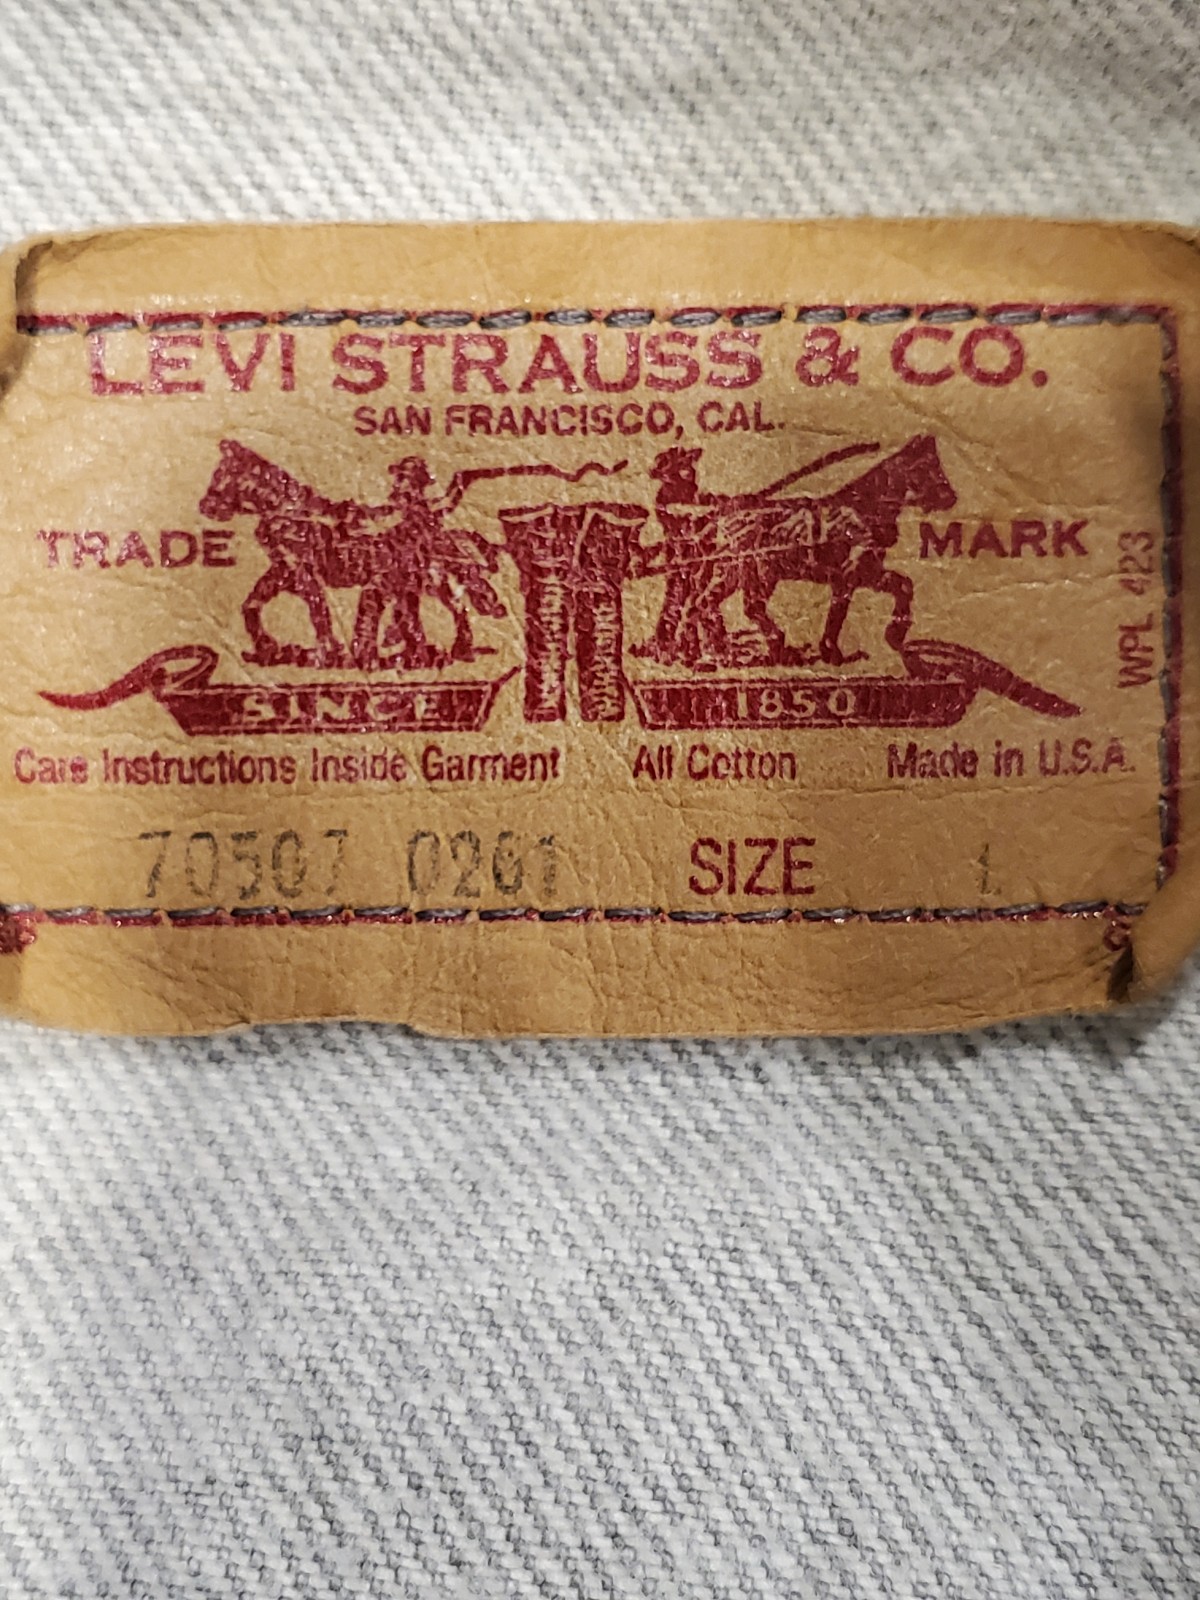 LEVI STRAUSS & CO.
SAN FRANCISCO, CAL.
TRADE MARK
WPL 423
SINCE 1850
Care Instructions Inside Garment All Cotton Made in U.S.A.
70507 0261 SIZE L